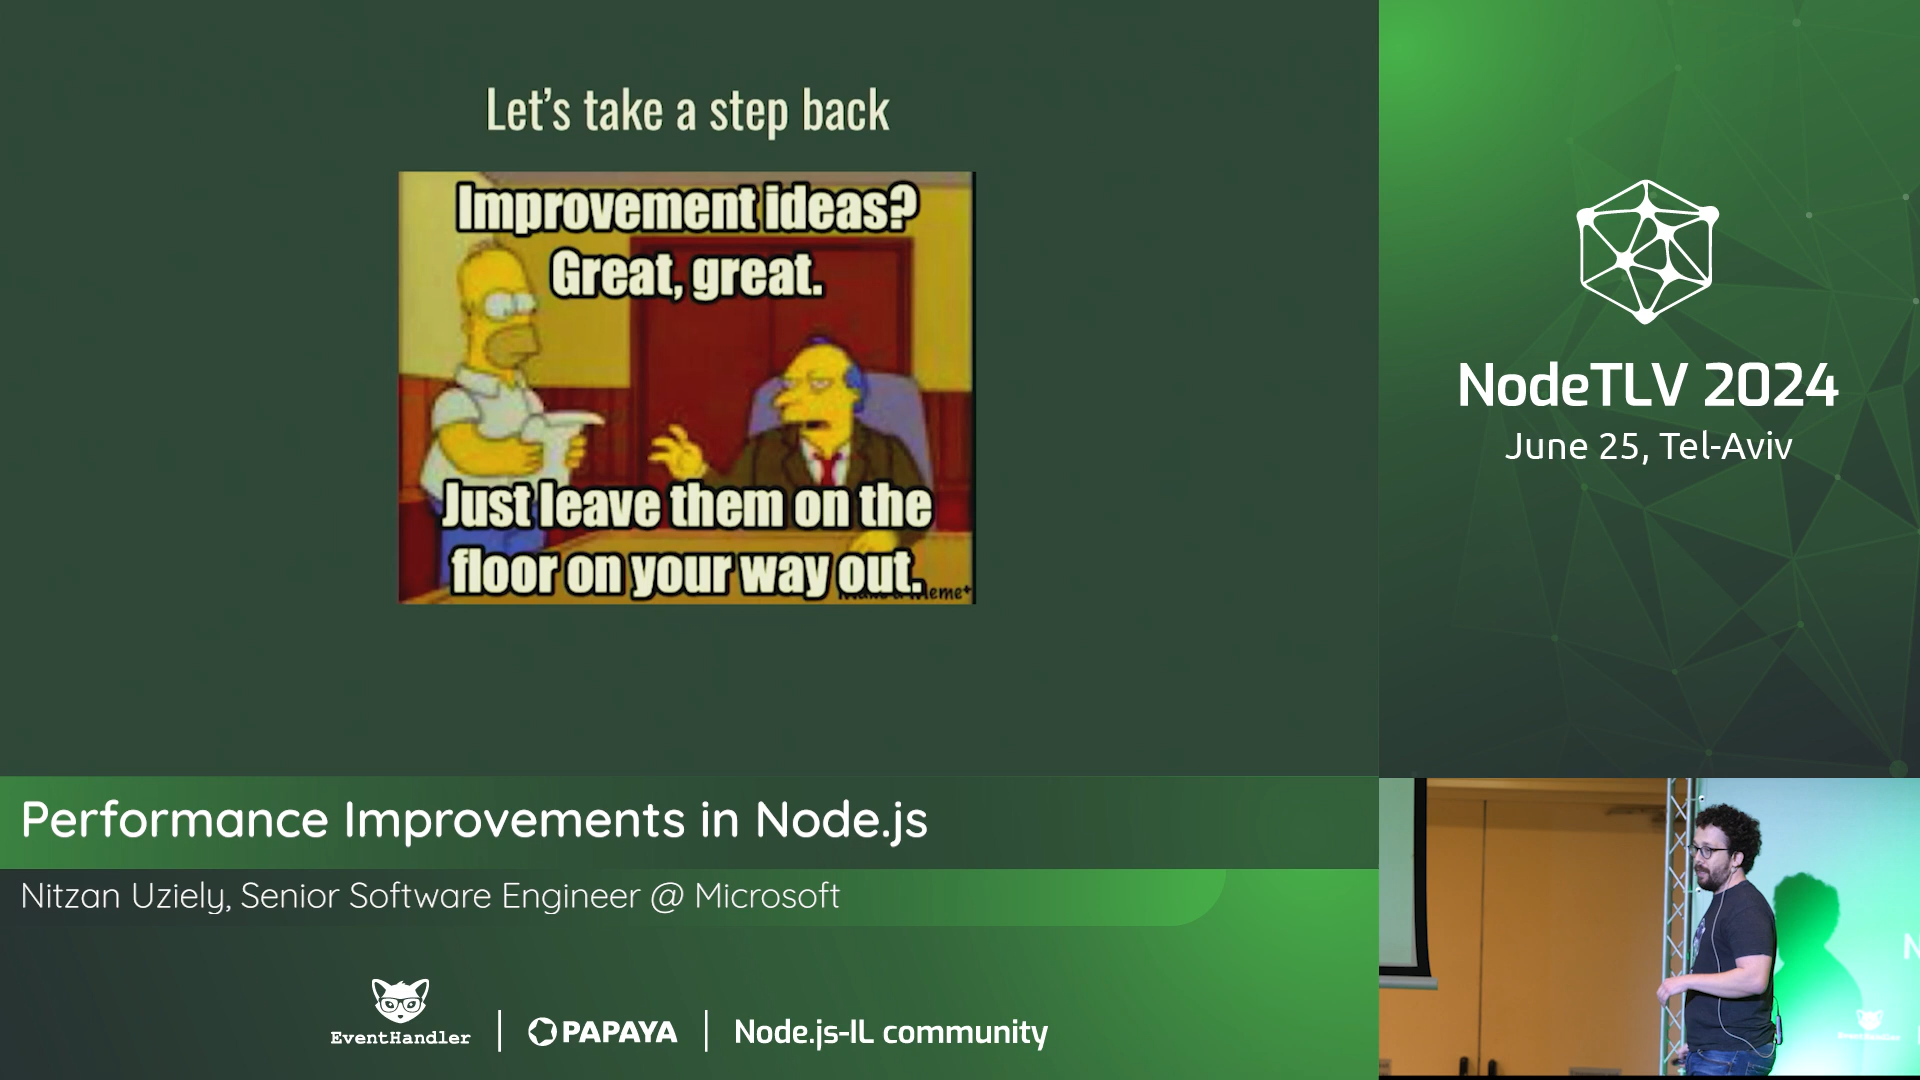 Let's take a step back
Improvement ideas?
Great, great.
Just leave them on the
floor on your way out.
NodeTLV 2024
June 25, Tel-Aviv
Performance Improvements in Node.js
Nitzan Uziely, Senior Software Engineer @ Microsoft
EventHandler
PAPAYA
Node.js-IL community
N
EventHandler